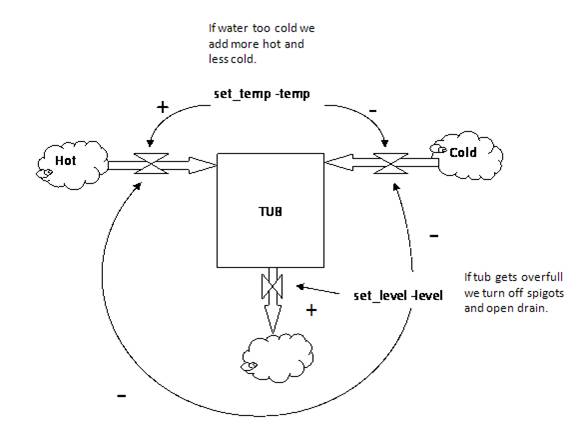 If water too cold we
add more hot and
less cold.
set_temp -temp
+
-
Hot
Cold
TUB
-
If tub gets overfull
we turn off spigots
and open drain.
set_level -level
+
-